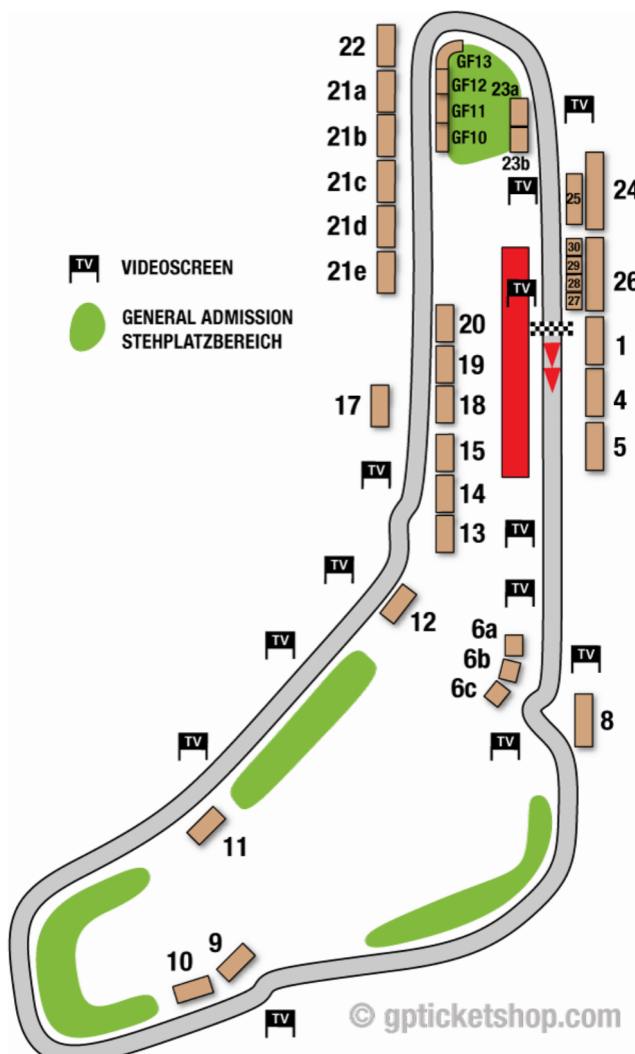 22
GF13
GF12
23a
21a
GF11
TV
21b
GF10
23b
21c
TV
25
24
21d
30
TV
VIDEOSCREEN
21e
29
28
26
27
TV
GENERAL ADMISSION
STEHPLATZBEREICH
20
1
19
17
18
4
15
5
TV
14
13
TV
TV
12
TV
6a
TV
6b
TV
6c
8
TV
TV
11
9
10
TV
© gpticketshop.com